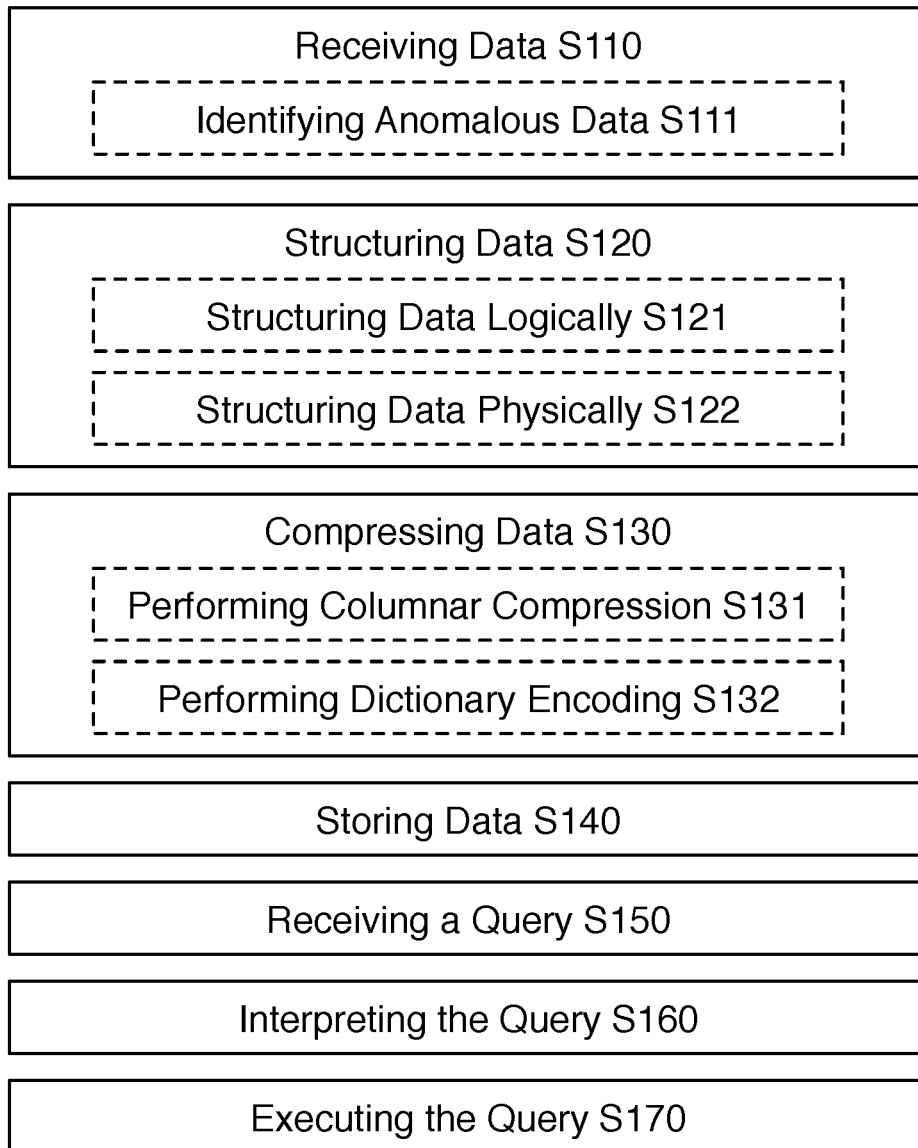 Receiving Data S110
Identifying Anomalous Data S111
Structuring Data S120
Structuring Data Logically S121
Structuring Data Physically S122
Compressing Data S130
Performing Columnar Compression S131
Performing Dictionary Encoding S132
Storing Data S140
Receiving a Query S150
Interpreting the Query S160
Executing the Query S170